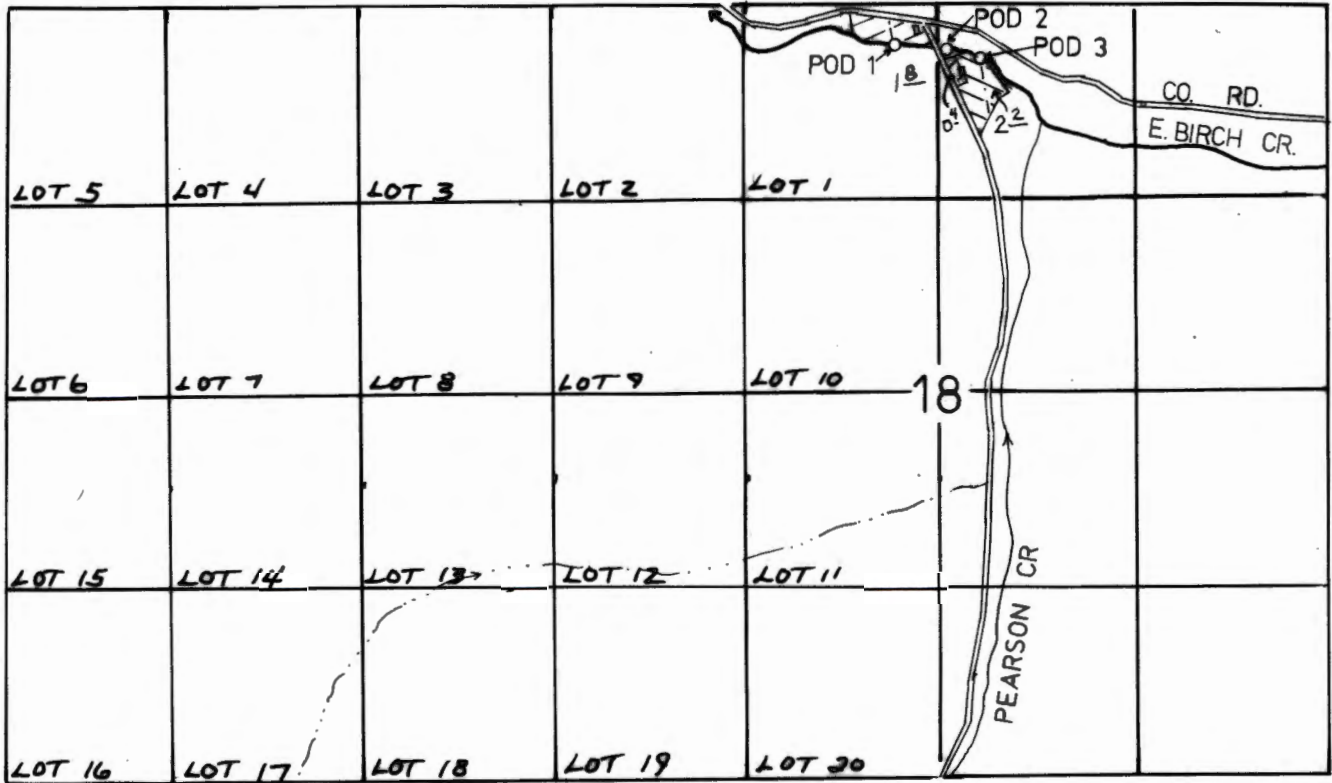 POD 2
POD 1
POD 3
1 8
0 4
2 2
CO. RD.
E. BIRCH CR.
LOT 5
LOT 4
LOT 3
LOT 2
LOT 1
LOT 6
LOT 7
LOT 8
LOT 9
LOT 10
18
LOT 15
LOT 14
LOT 13
LOT 12
LOT 11
PEARSON CR
LOT 16
LOT 17
LOT 18
LOT 19
LOT 20